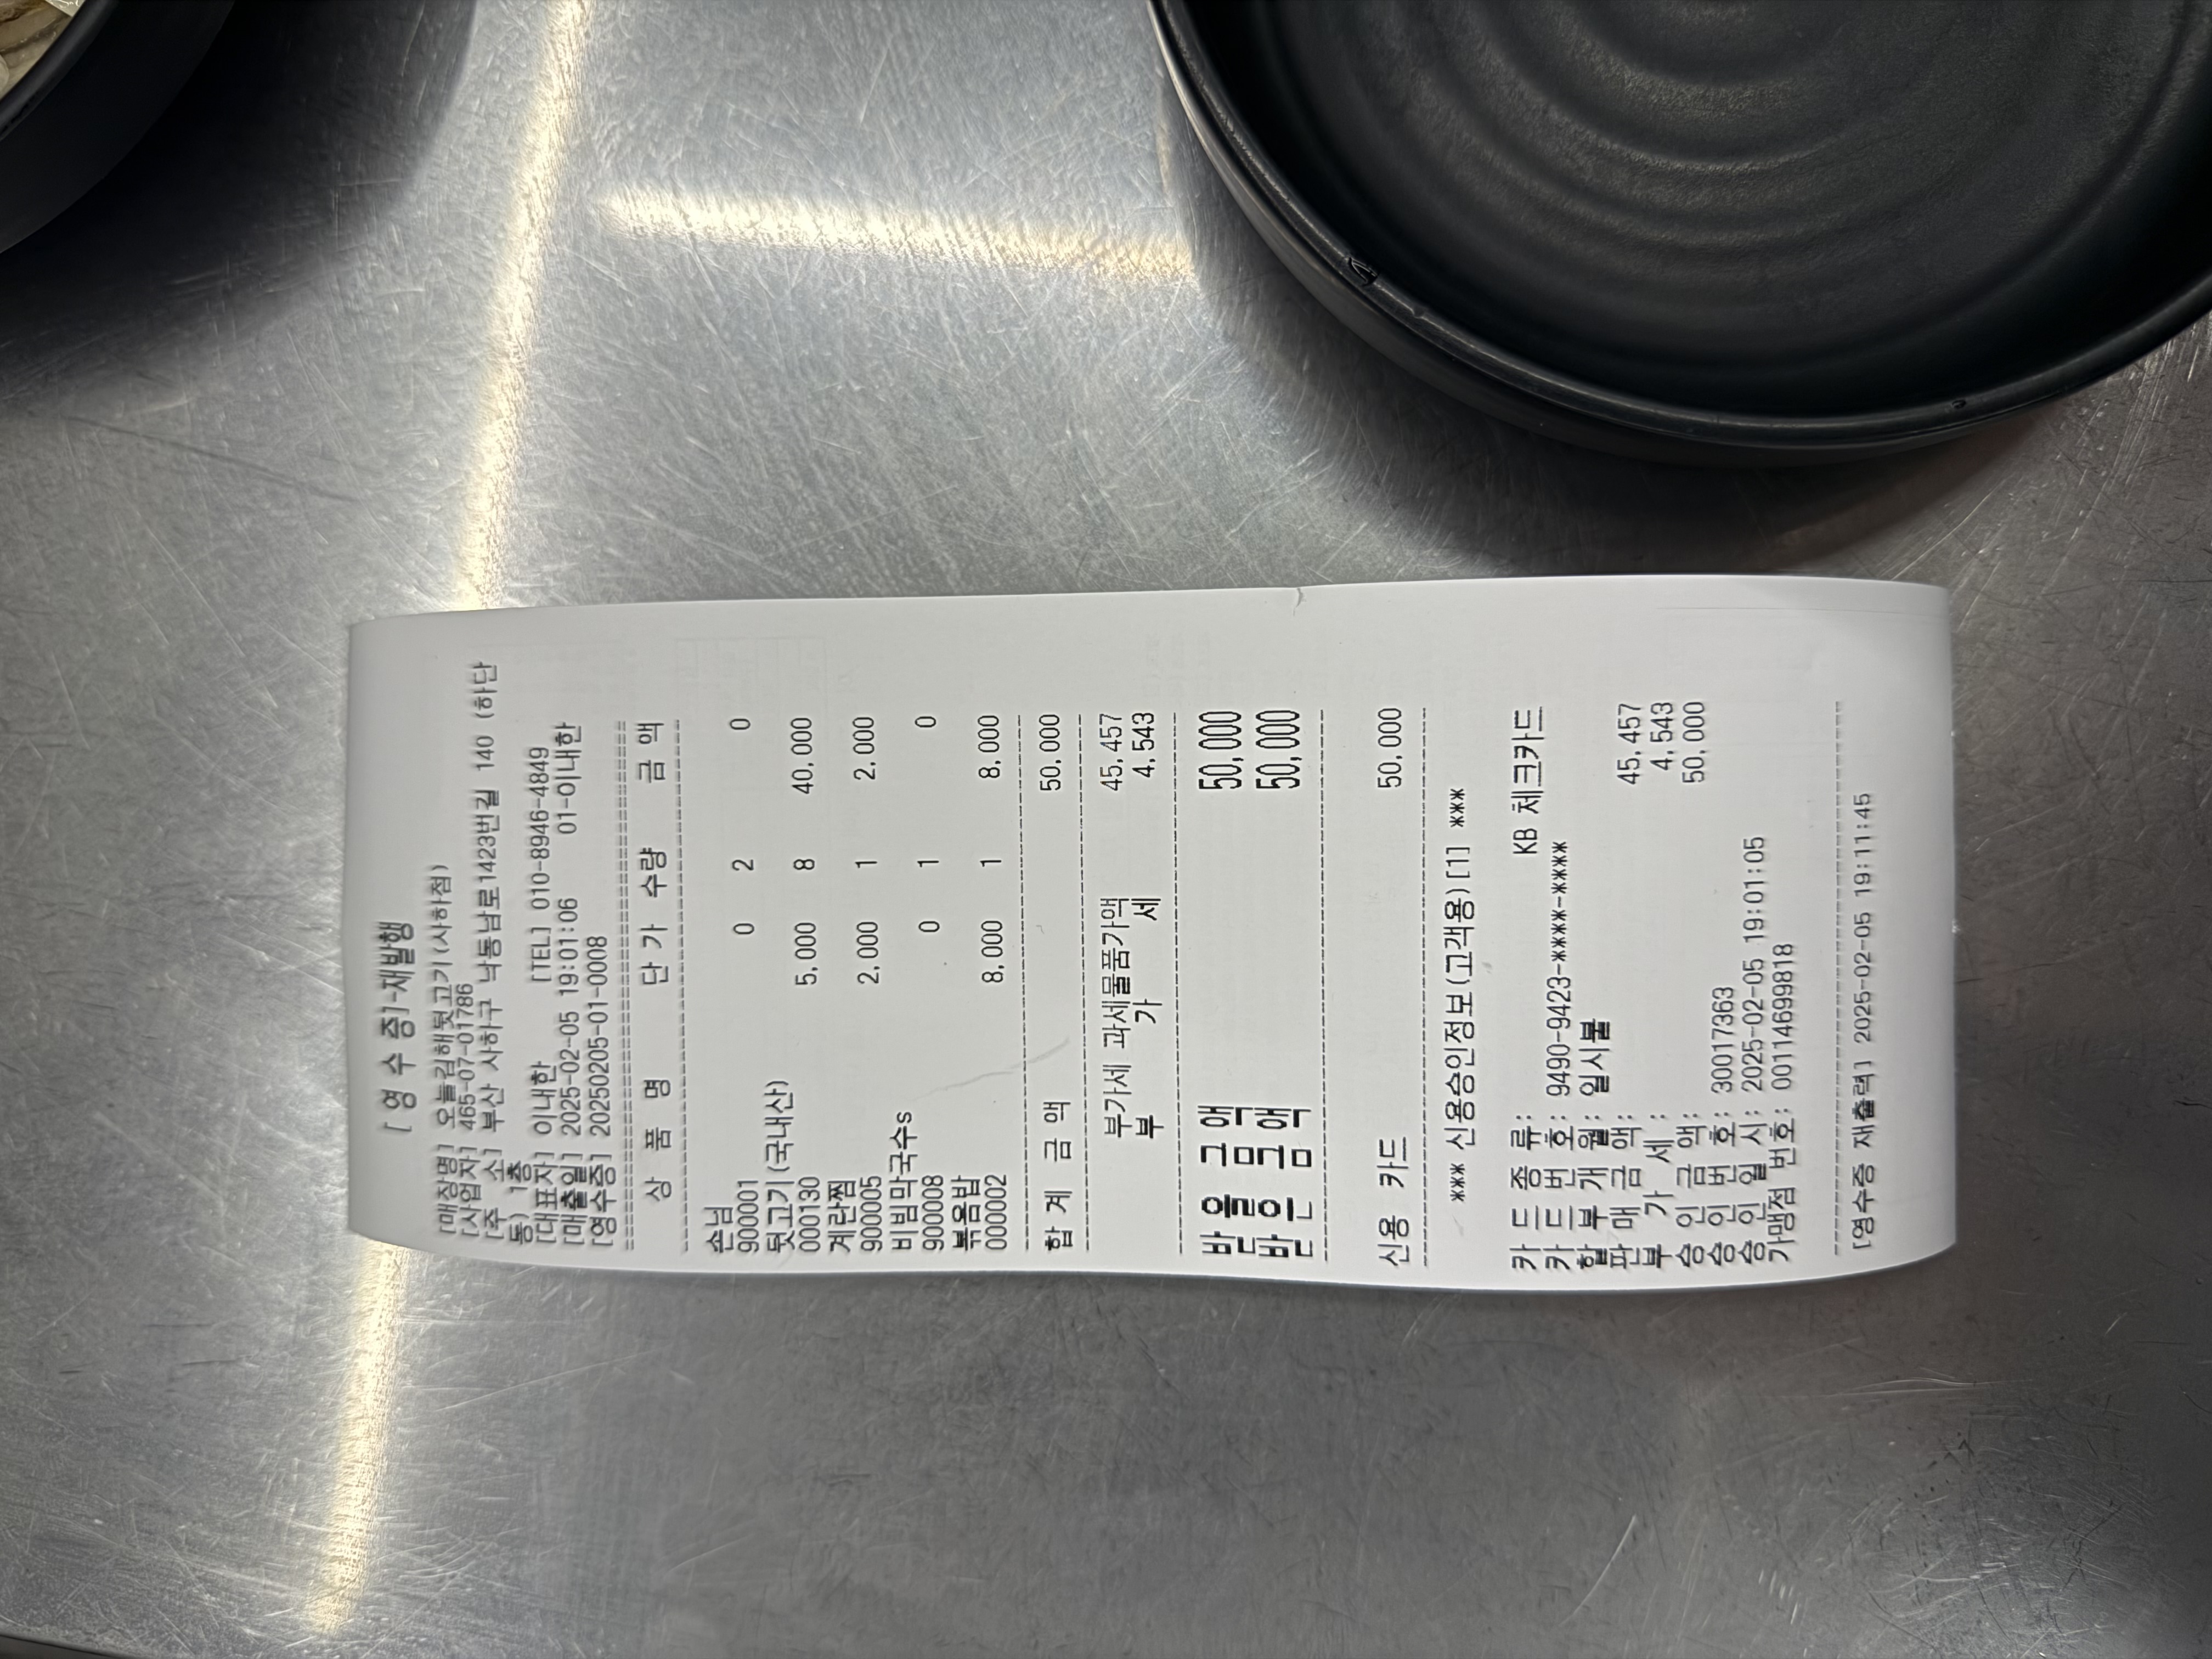 [ 영 수 증]-재발행
[매장명] 오늘김해뒷고기(사하점)
[사업자] 465-07-01786
[주 소] 부산 사하구 낙동남로1423번길 140 (하단
동) 1층
[대표자] 이내한 [TEL] 010-8946-4849
[매출일] 2025-02-05 19:01:06 01-이내한
[영수증] 20250205-01-0008
상 품 명 단 가 수량 금 액
손님
900001 0 2 0
뒷고기(국내산)
000130 5,000 8 40,000
계란찜
900005 2,000 1 2,000
비빔막국수s
900008 0 1 0
볶음밥
000002 8,000 1 8,000
합 계 금 액 50,000
부가세 과세물품가액 45,457
부 가 세 4,543
받 을 금 액 50,000
받 은 금 액 50,000
신용 카드 50,000
*** 신용승인정보(고객용)[1] ***
카 드 종 류: KB 체크카드
카 드 번 호: 9490-9423-****-****
할 부 개 월: 일시불
판 매 금 액: 45,457
부 가 세 : 4,543
승 인 금 액: 50,000
승 인 번 호: 30017363
승 인 일 시: 2025-02-05 19:01:05
가맹점 번호: 00114699818
[영수증 재출력] 2025-02-05 19:11:45